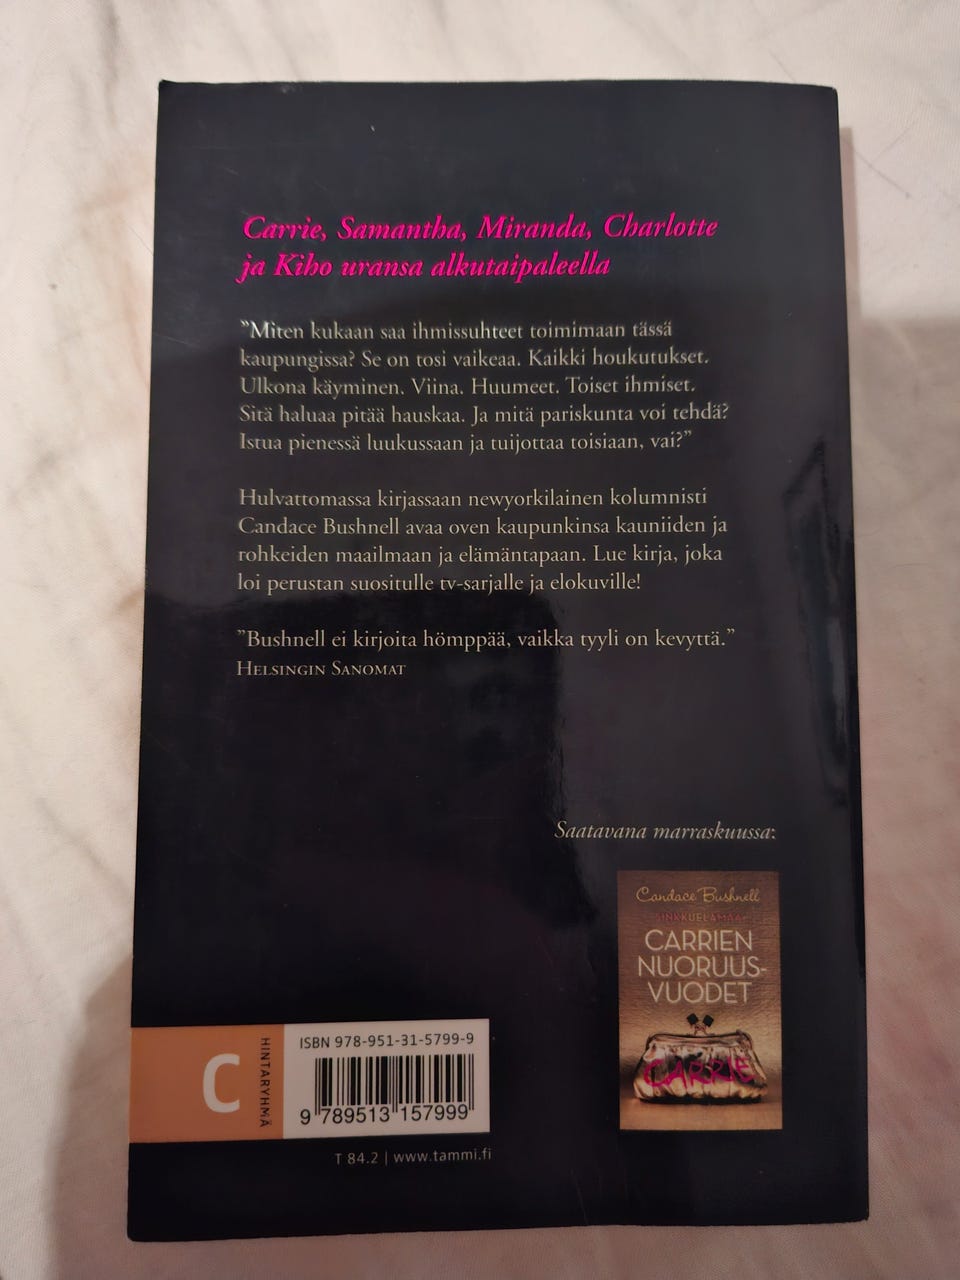 Carrie, Samantha, Miranda, Charlotte
ja Kiho uransa alkutaipaleella
”Miten kukaan saa ihmissuhteet toimimaan tässä
kaupungissa? Se on tosi vaikeaa. Kaikki houkutukset.
Ulkona käyminen. Viina. Huumeet. Toiset ihmiset.
Sitä haluaa pitää hauskaa. Ja mitä pariskunta voi tehdä?
Istua pienessä luukussaan ja tuijottaa toisiaan, vai?”
Hulvattomassa kirjassaan newyorkilainen kolumnisti
Candace Bushnell avaa oven kaupunkinsa kauniiden ja
rohkeiden maailmaan ja elämäntapaan. Lue kirja, joka
loi perustan suositulle tv-sarjalle ja elokuville!
”Bushnell ei kirjoita hömppää, vaikka tyyli on kevyttä.”
HELSINGIN SANOMAT
Saatavana marraskuussa:
Candace Bushnell
SINKKUELÄMÄÄ
CARRIEN
NUORUUS-
VUODET
CARRIE
C
HINTARYHMÄ
ISBN 978-951-31-5799-9
9 789513 157999
T 84.2 | www.tammi.fi